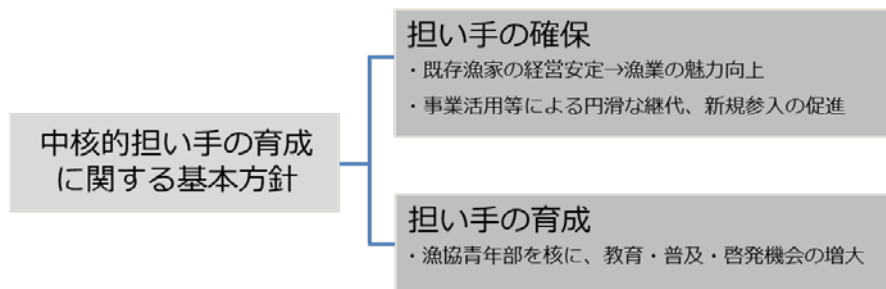 中核的担い手の育成
に関する基本方針
担い手の確保
・既存漁家の経営安定→漁業の魅力向上
・事業活用等による円滑な継代、新規参入の促進
担い手の育成
・漁協青年部を核に、教育・普及・啓発機会の増大